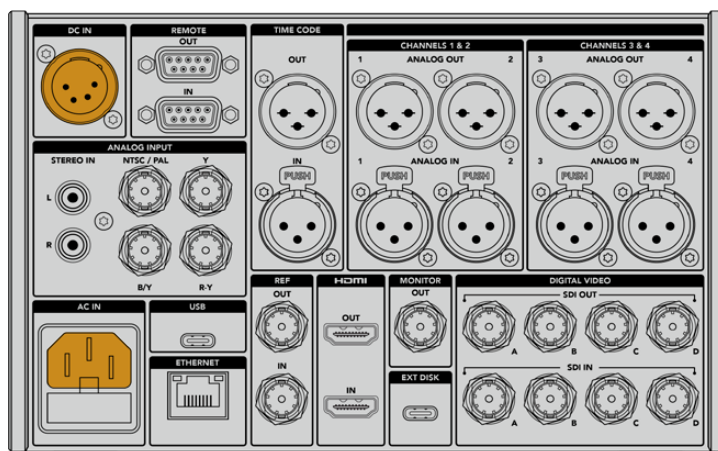 DC IN
REMOTE
OUT
IN
TIME CODE
OUT
IN
PUSH
CHANNELS 1 & 2
1 ANALOG OUT 2
1 ANALOG IN 2
PUSH PUSH
CHANNELS 3 & 4
3 ANALOG OUT 4
3 ANALOG IN 4
PUSH PUSH
ANALOG INPUT
STEREO IN NTSC / PAL Y
L
R
B/Y R-Y
AC IN
USB
ETHERNET
REF
OUT
IN
HDMI
OUT
IN
MONITOR
OUT
EXT DISK
DIGITAL VIDEO
SDI OUT
A B C D
SDI IN
A B C D